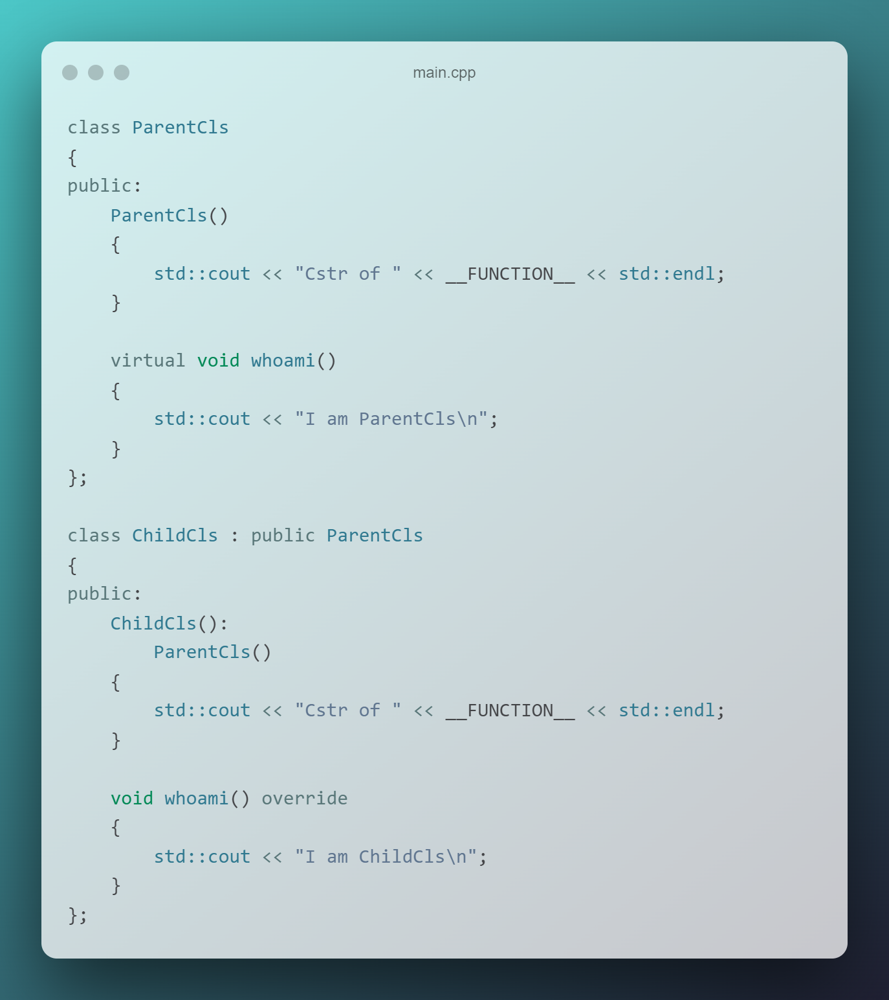 main.cpp
class ParentCls
{
public:
    ParentCls()
    {
        std::cout << "Cstr of " << __FUNCTION__ << std::endl;
    }

    virtual void whoami()
    {
        std::cout << "I am ParentCls\n";
    }
};

class ChildCls : public ParentCls
{
public:
    ChildCls():
        ParentCls()
    {
        std::cout << "Cstr of " << __FUNCTION__ << std::endl;
    }

    void whoami() override
    {
        std::cout << "I am ChildCls\n";
    }
};